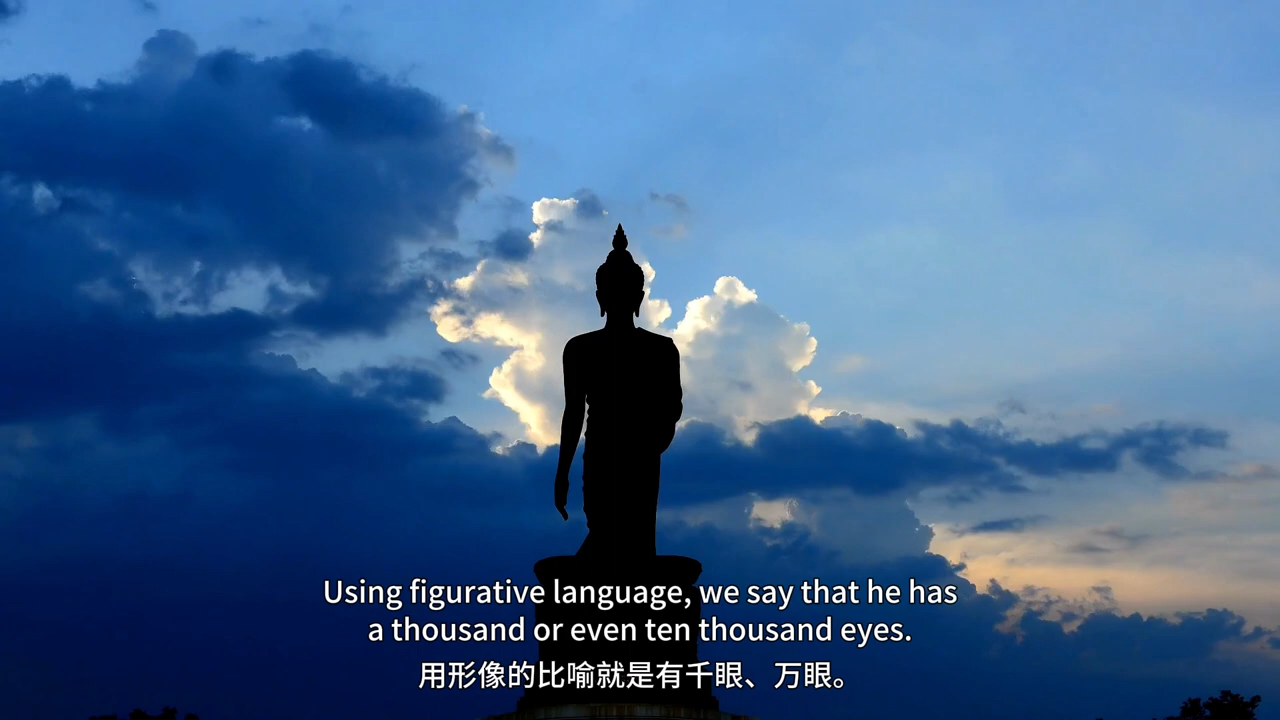 Using figurative language, we say that he has
a thousand or even ten thousand eyes.
用形像的比喻就是有千眼、万眼。